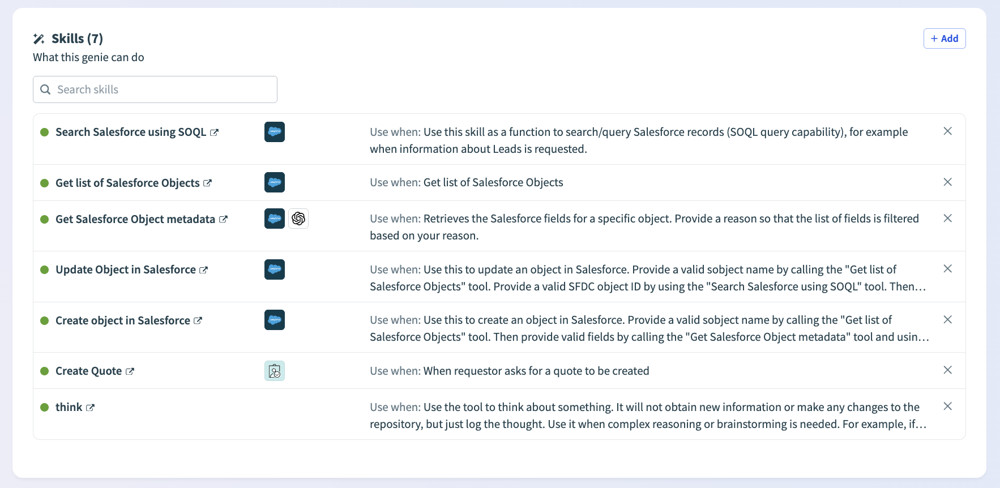 Skills (7)
+ Add
What this genie can do
Search skills
Search Salesforce using SOQL
Use when: Use this skill as a function to search/query Salesforce records (SOQL query capability), for example
when information about Leads is requested.
Get list of Salesforce Objects
Use when: Get list of Salesforce Objects
Get Salesforce Object metadata
Use when: Retrieves the Salesforce fields for a specific object. Provide a reason so that the list of fields is filtered
based on your reason.
Update Object in Salesforce
Use when: Use this to update an object in Salesforce. Provide a valid sobject name by calling the "Get list of
Salesforce Objects" tool. Provide a valid SFDC object ID by using the "Search Salesforce using SOQL" tool. Then…
Create object in Salesforce
Use when: Use this to create an object in Salesforce. Provide a valid sobject name by calling the "Get list of
Salesforce Objects" tool. Then provide valid fields by calling the "Get Salesforce Object metadata" tool and usin…
Create Quote
Use when: When requestor asks for a quote to be created
think
Use when: Use the tool to think about something. It will not obtain new information or make any changes to the
repository, but just log the thought. Use it when complex reasoning or brainstorming is needed. For example, if…